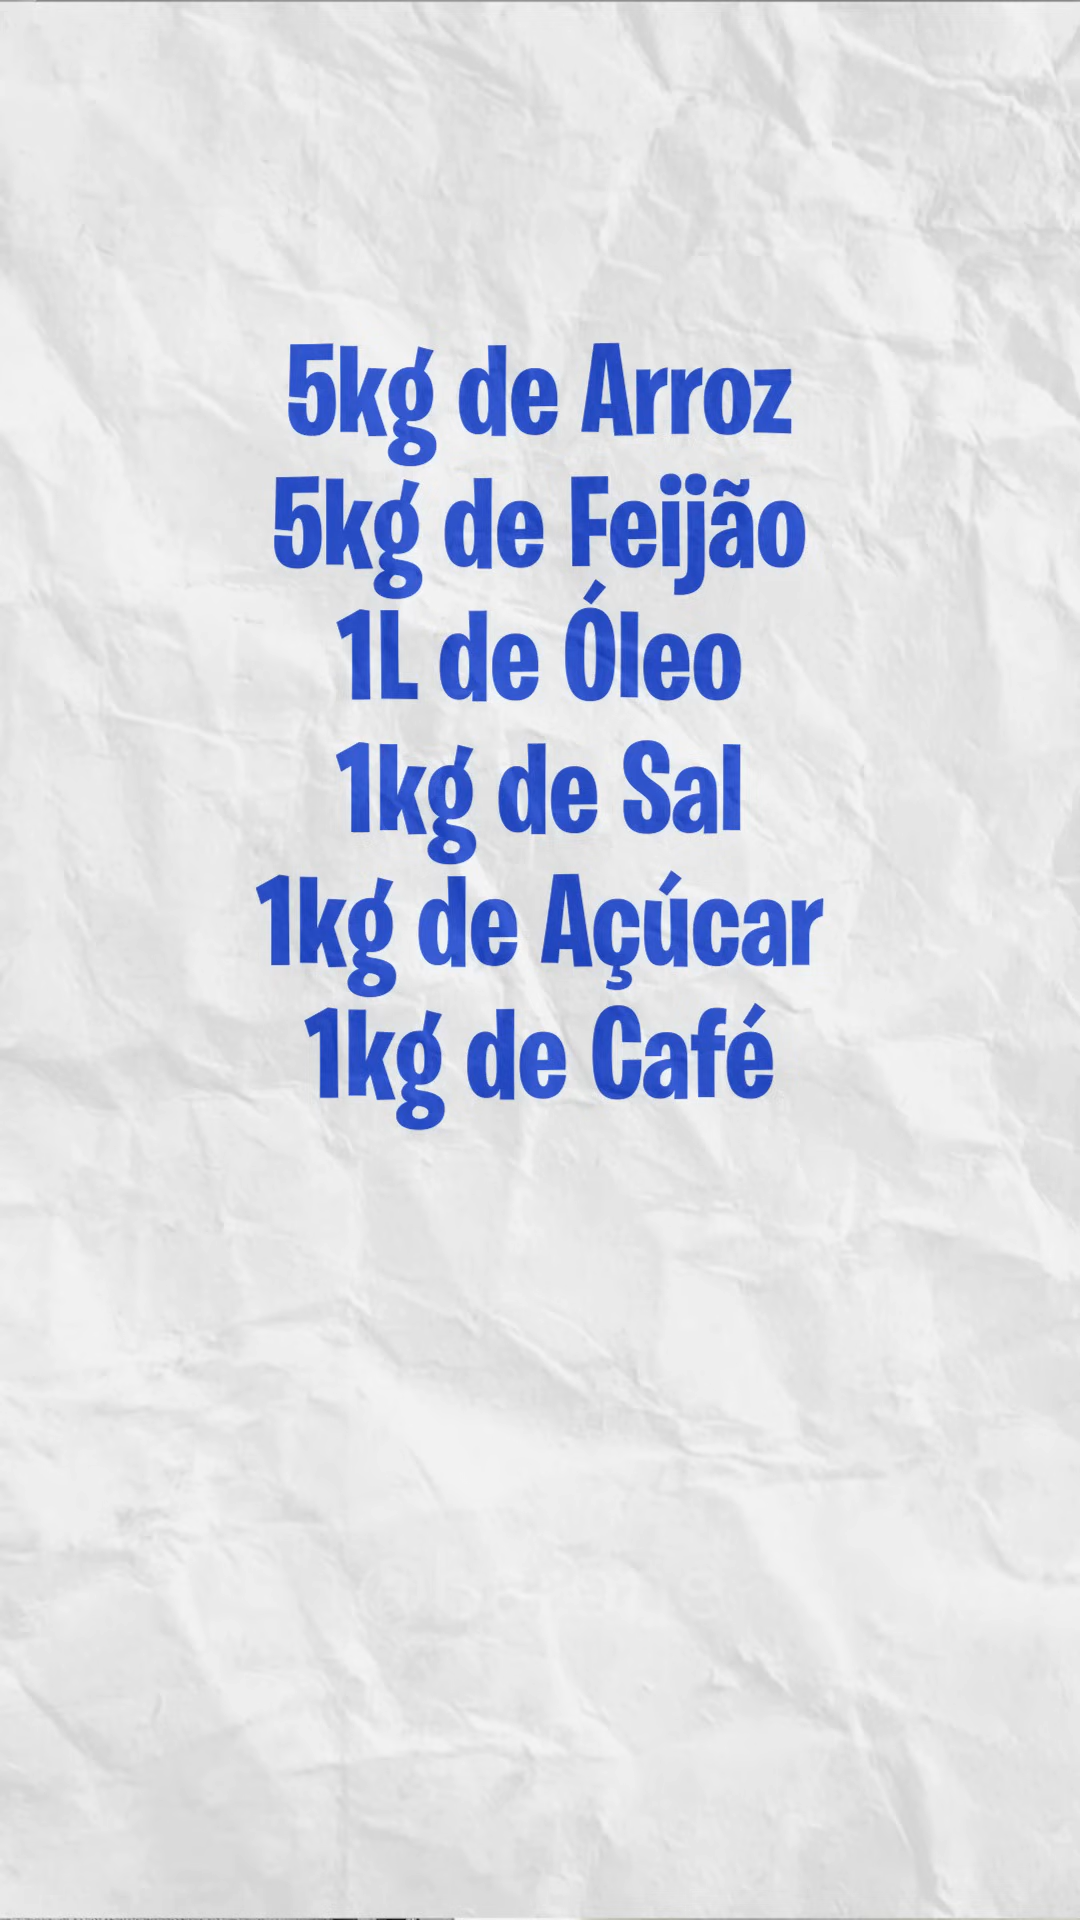 5kg de Arroz
5kg de Feijão
1L de Óleo
1kg de Sal
1kg de Açúcar
1kg de Café